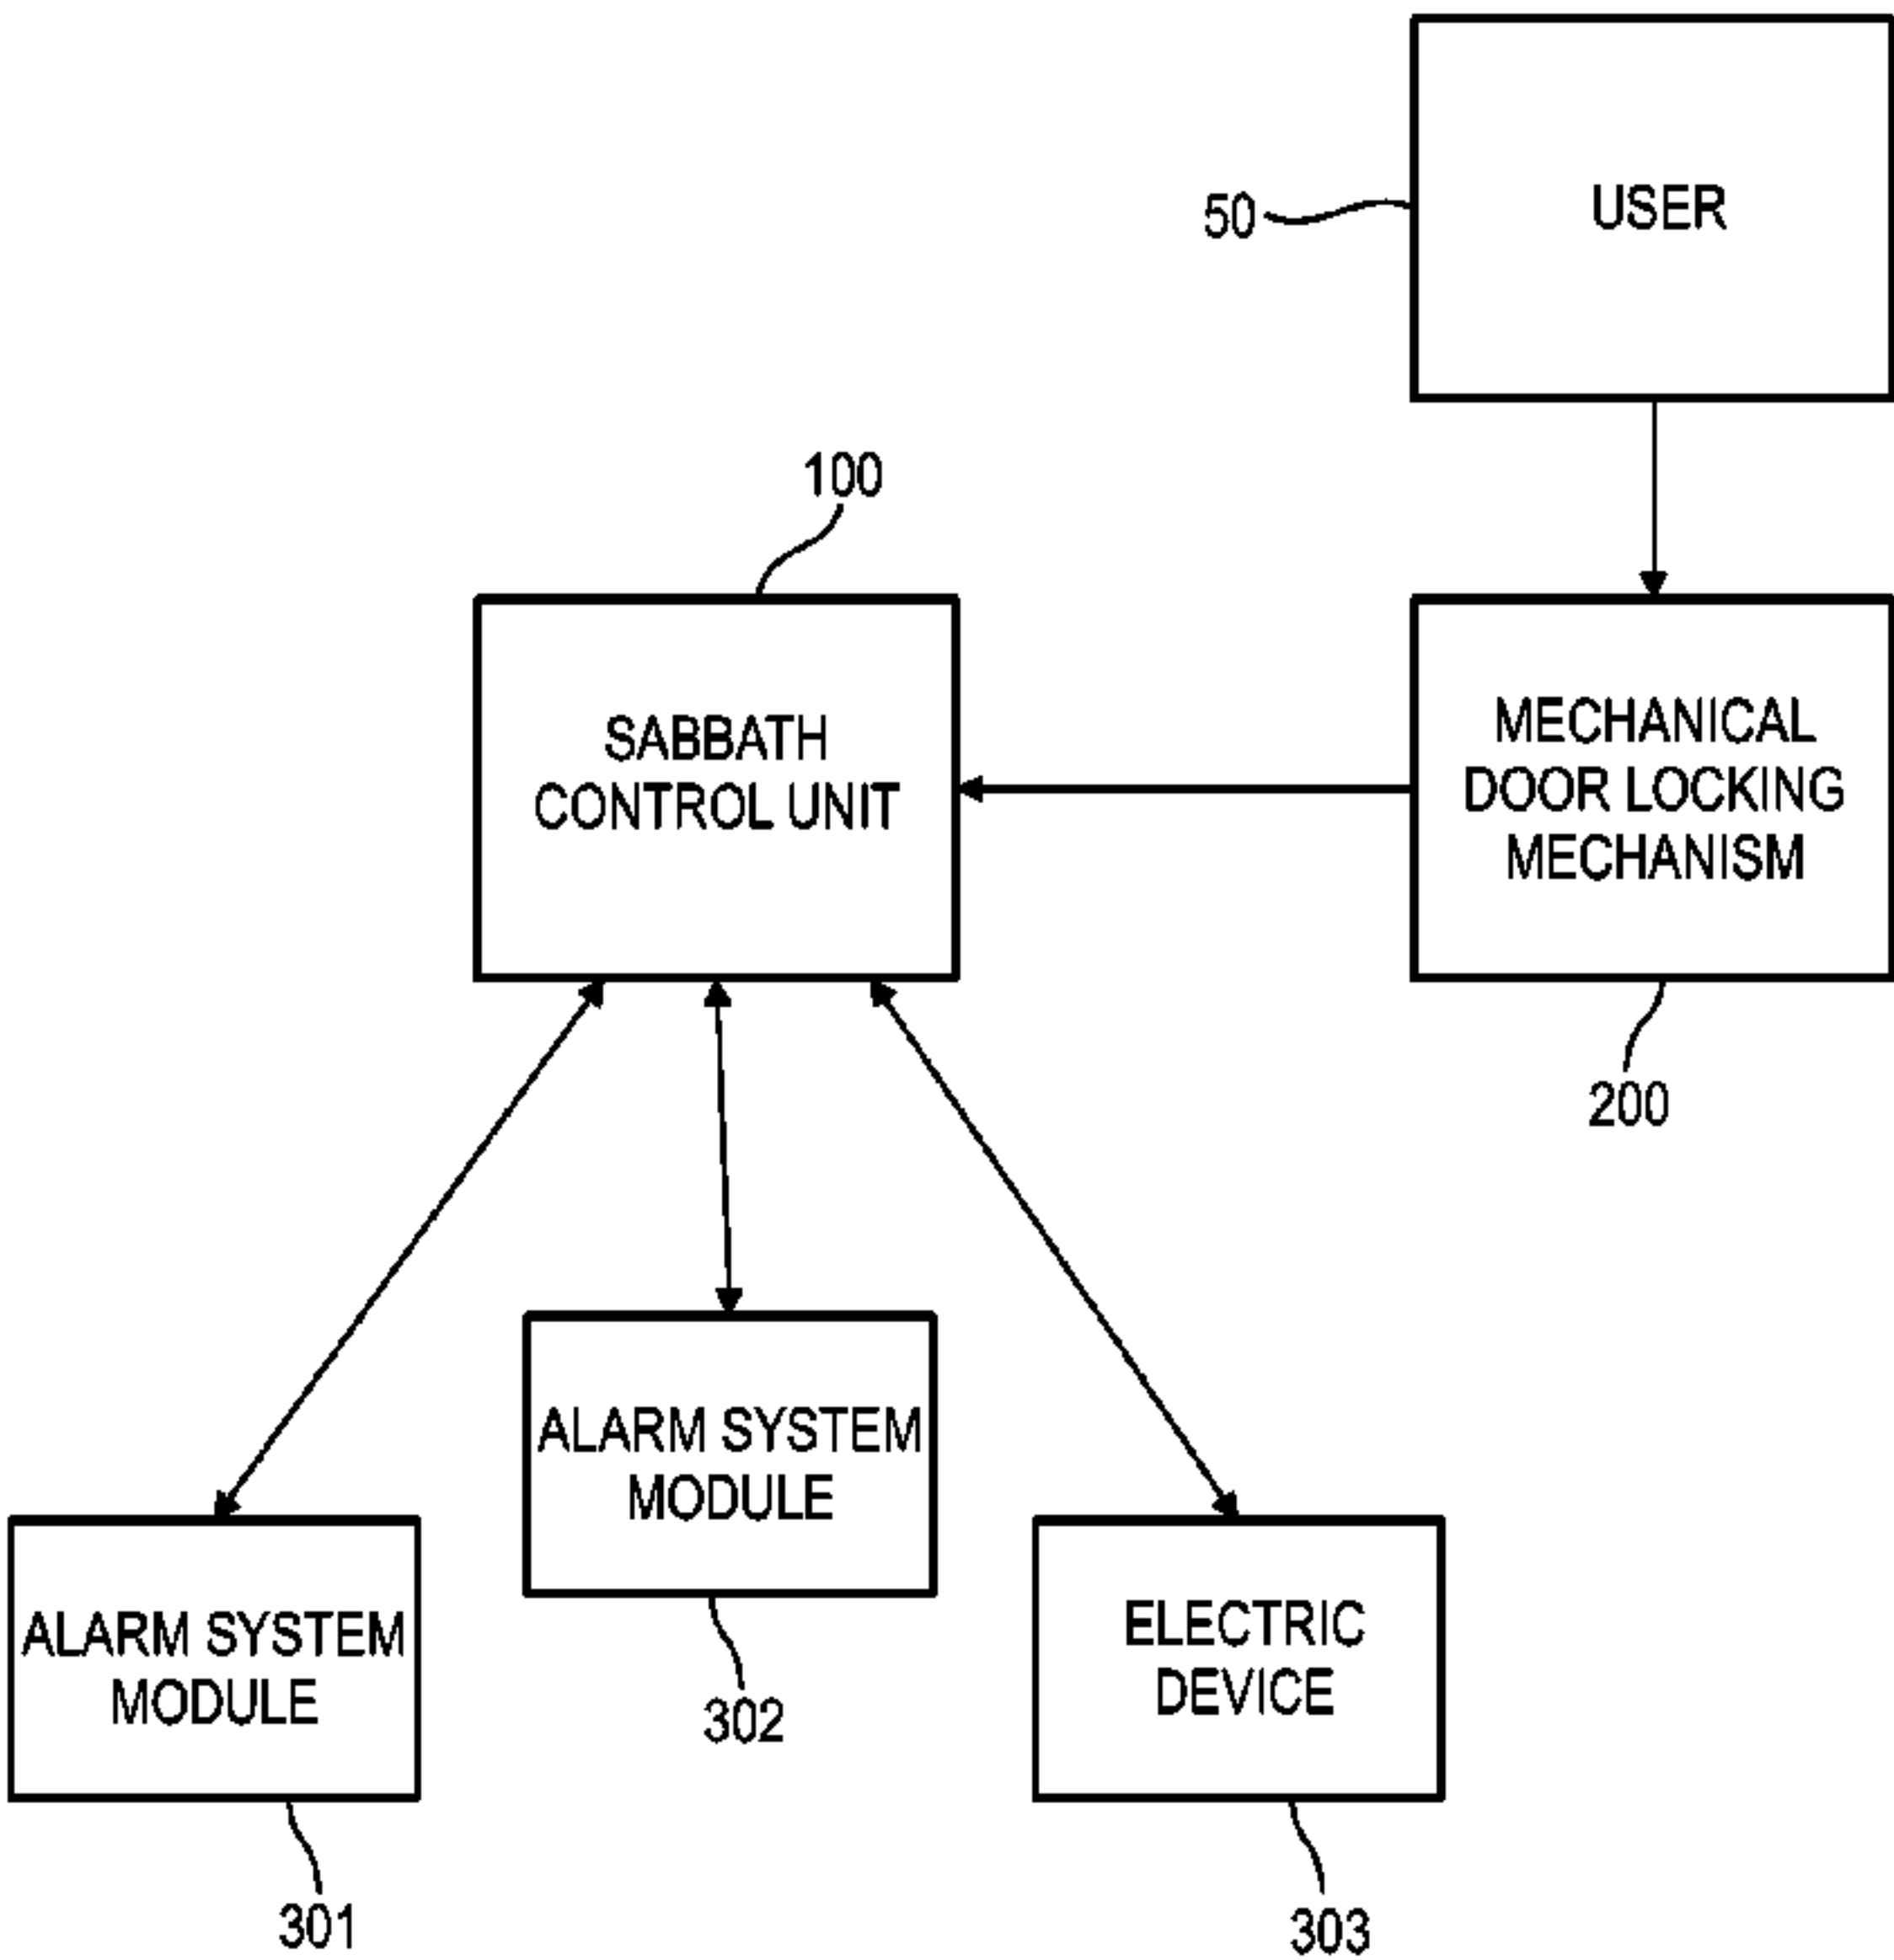 USER
50
100
SABBATH
CONTROL UNIT
MECHANICAL
DOOR LOCKING
MECHANISM
200
ALARM SYSTEM
MODULE
302
ALARM SYSTEM
MODULE
301
ELECTRIC
DEVICE
303